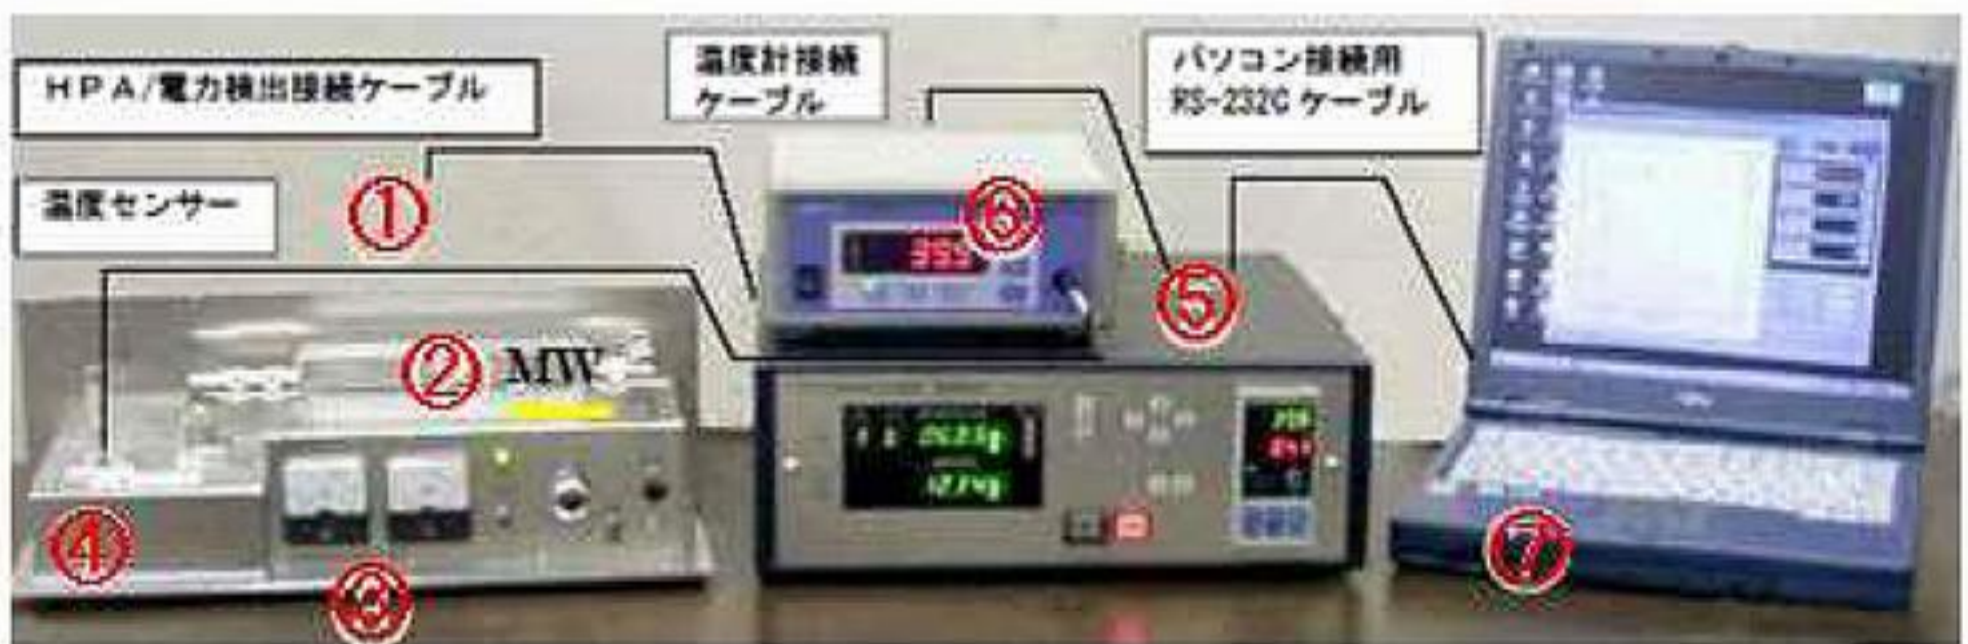 HPA/電力検出接続ケーブル
温度計接続
ケーブル
パソコン接続用
RS-232C ケーブル
温度センサー
①
⑥
⑤
②
MW
④
③
⑦